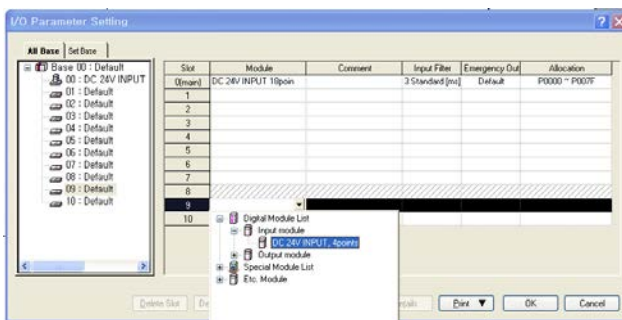 I/O Parameter Setting
All Base
Set Base
Base 00 : Default
00 : DC 24V INPUT
01 : Default
02 : Default
03 : Default
04 : Default
05 : Default
06 : Default
07 : Default
08 : Default
09 : Default
10 : Default
Slot Module Comment Input Filter Emergency Out Allocation
0(main) DC 24V INPUT 18poin 3 Standard [ms] Default P0000 ~ P007F
1
2
3
4
5
6
7
8
9
10
Digital Module List
Input module
DC 24V INPUT, 4points
Output module
Special Module List
Etc. Module
Delete Slot De Print ▼ OK Cancel